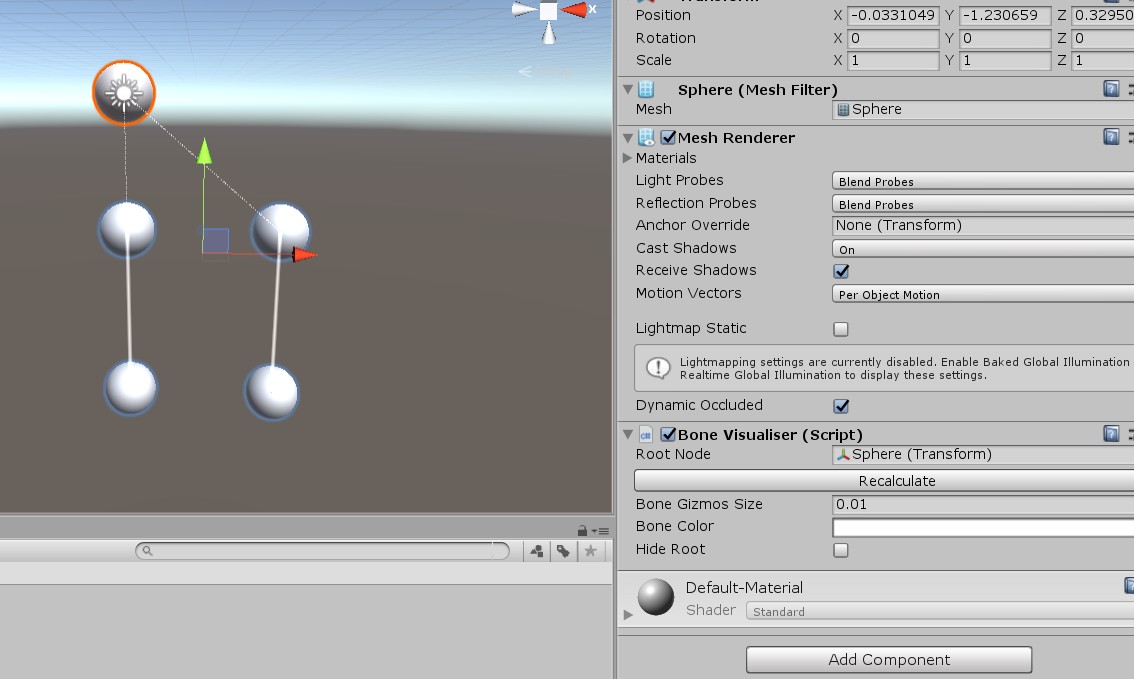 x
Transform
Position X -0.0331049 Y -1.230659 Z 0.32950
Rotation X 0 Y 0 Z 0
Scale X 1 Y 1 Z 1
Sphere (Mesh Filter)
Mesh Sphere
Mesh Renderer
Materials
Light Probes Blend Probes
Reflection Probes Blend Probes
Anchor Override None (Transform)
Cast Shadows On
Receive Shadows
Motion Vectors Per Object Motion
Lightmap Static
Lightmapping settings are currently disabled. Enable Baked Global Illumination
Realtime Global Illumination to display these settings.
Dynamic Occluded
C# Bone Visualiser (Script)
Root Node Sphere (Transform)
Recalculate
Bone Gizmos Size 0.01
Bone Color
Hide Root
Default-Material
Shader Standard
Add Component